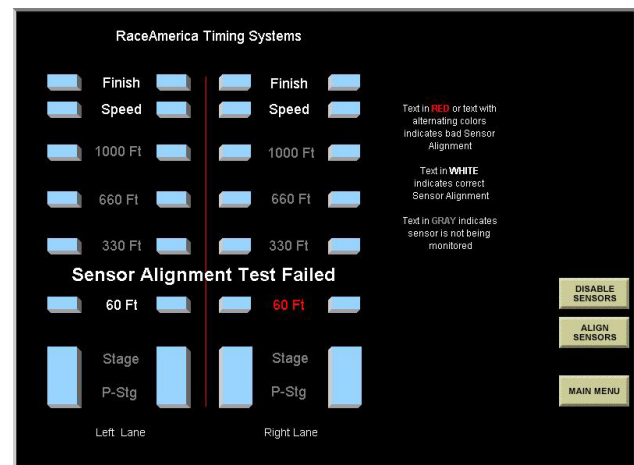 RaceAmerica Timing Systems
Finish Finish
Speed Speed
1000 Ft 1000 Ft
660 Ft 660 Ft
330 Ft 330 Ft
Sensor Alignment Test Failed
60 Ft 60 Ft
Stage Stage
P-Stg P-Stg
Left Lane Right Lane
Text in RED or text with
alternating colors
indicates bad Sensor
Alignment
Text in WHITE
indicates correct
Sensor Alignment
Text in GRAY indicates
sensor is not being
monitored
DISABLE
SENSORS
ALIGN
SENSORS
MAIN MENU